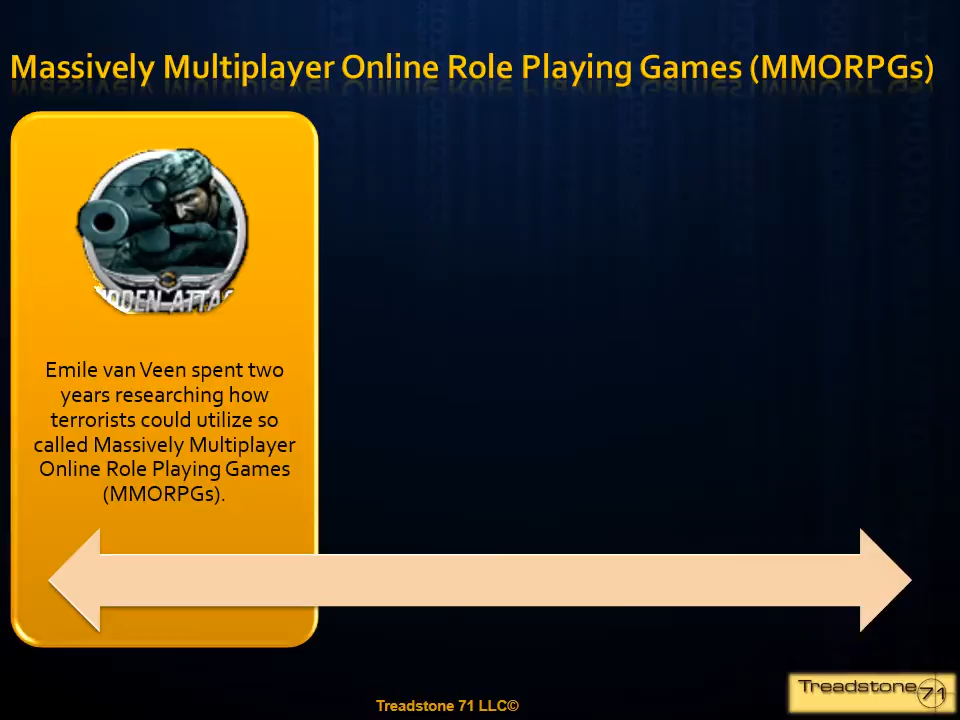 Massively Multiplayer Online Role Playing Games (MMORPGs)
Emile van Veen spent two
years researching how
terrorists could utilize so
called Massively Multiplayer
Online Role Playing Games
(MMORPGs).
Treadstone 71
Treadstone 71 LLC©